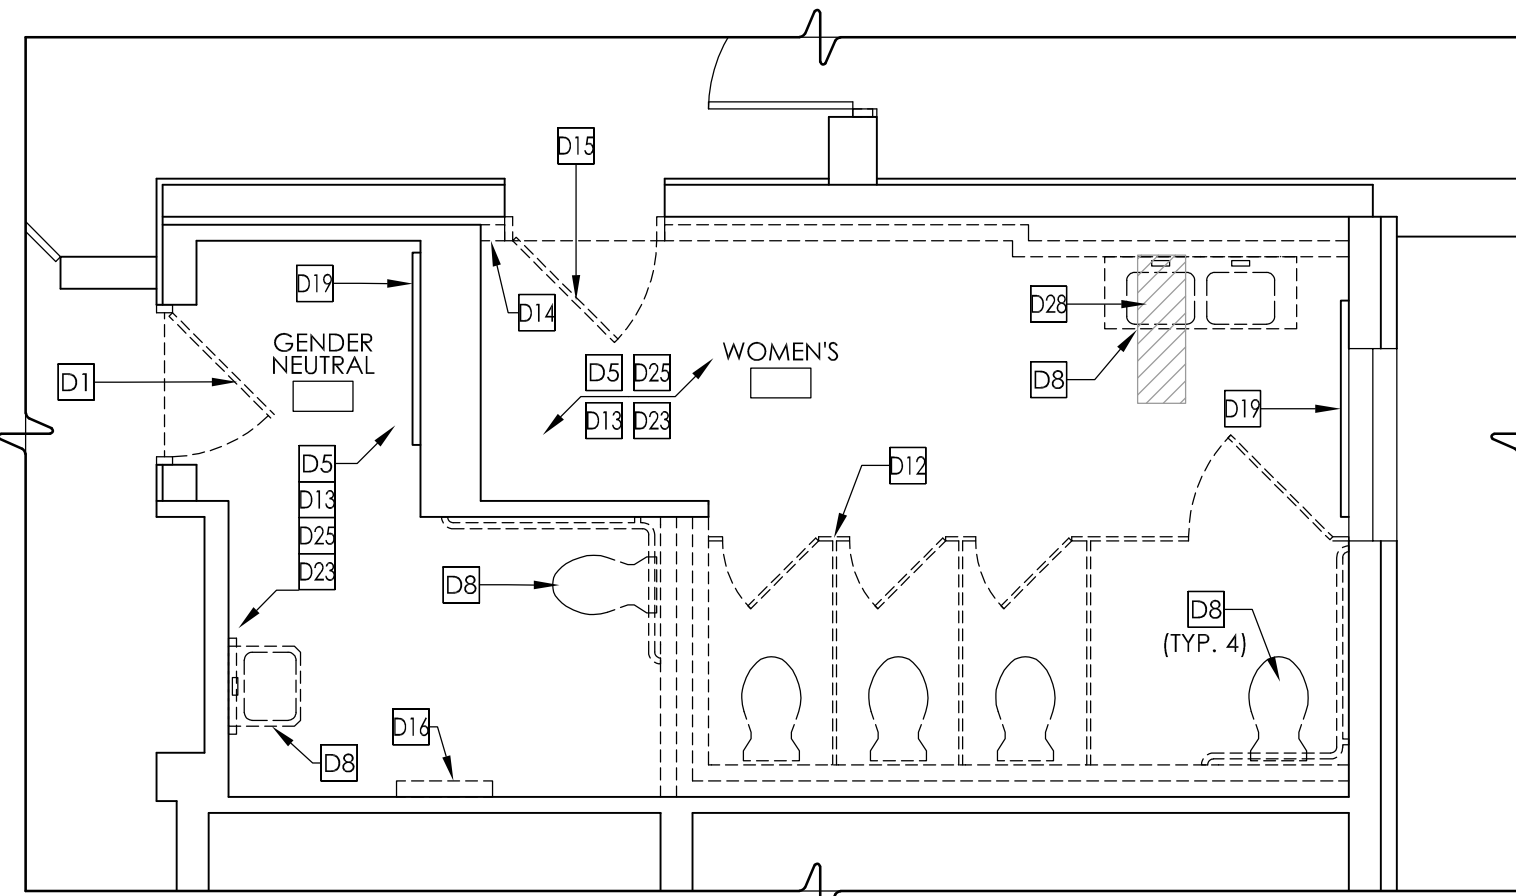 D15
D19
D14
D28
GENDER
NEUTRAL
WOMEN'S
D1
D5 D25
D8
D13 D23
D19
D5
D13
D25
D23
D12
D8
D8
(TYP. 4)
D16
D8